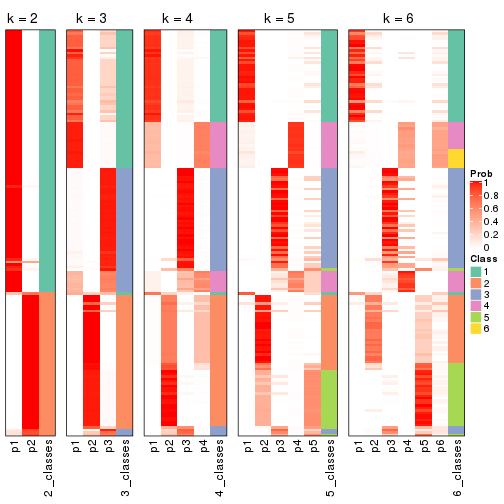 k = 2
k = 3
k = 4
k = 5
k = 6
Prob
1
0.8
0.6
0.4
0.2
0
Class
1
2
3
4
5
6
p1
p2
2_classes
p1
p2
p3
3_classes
p1
p2
p3
p4
4_classes
p1
p2
p3
p4
p5
5_classes
p1
p2
p3
p4
p5
p6
6_classes